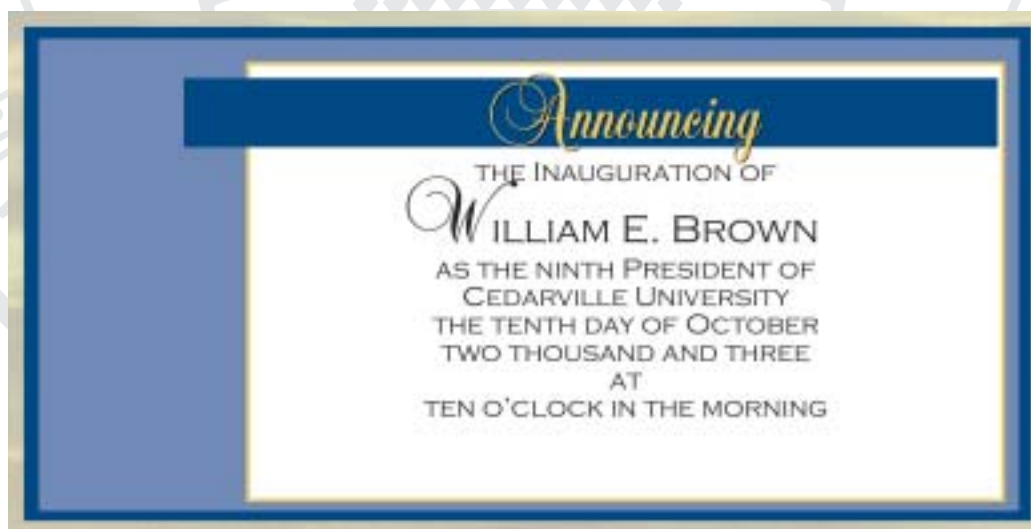 Announcing
THE INAUGURATION OF
WILLIAM E. BROWN
AS THE NINTH PRESIDENT OF
CEDARVILLE UNIVERSITY
THE TENTH DAY OF OCTOBER
TWO THOUSAND AND THREE
AT
TEN O'CLOCK IN THE MORNING